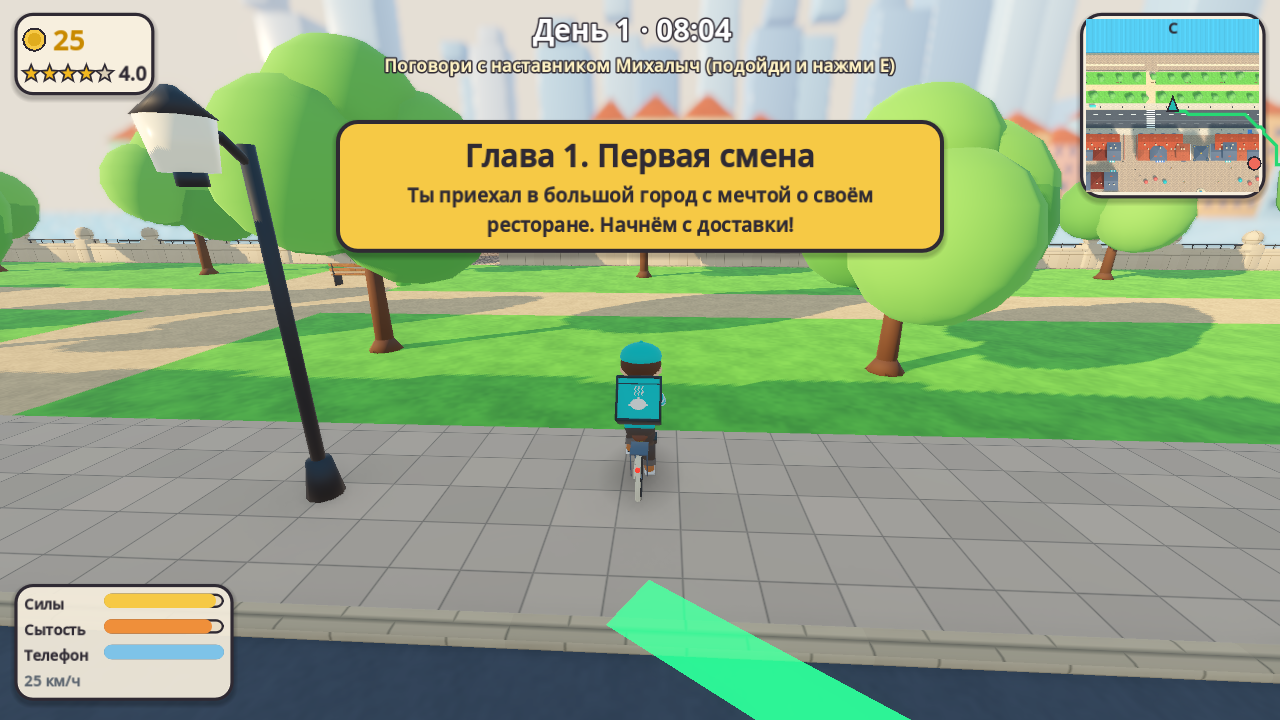 25
4.0
День 1 · 08:04
Поговори с наставником Михалыч (подойди и нажми E)
С
Глава 1. Первая смена
Ты приехал в большой город с мечтой о своём
ресторане. Начнём с доставки!
Силы
Сытость
Телефон
25 км/ч